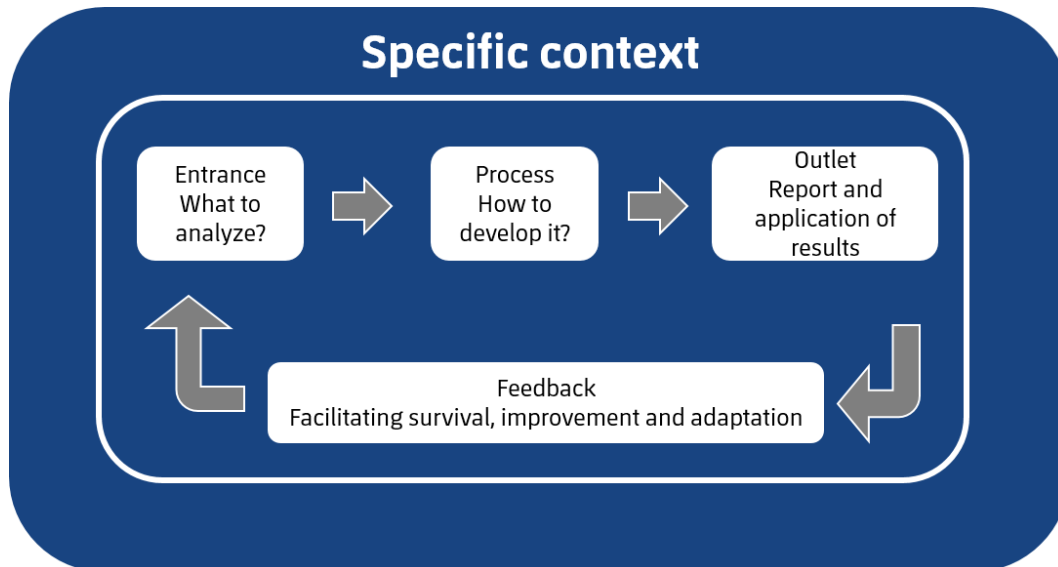 Specific context
Entrance
What to
analyze?
Process
How to
develop it?
Outlet
Report and
application of
results
Feedback
Facilitating survival, improvement and adaptation